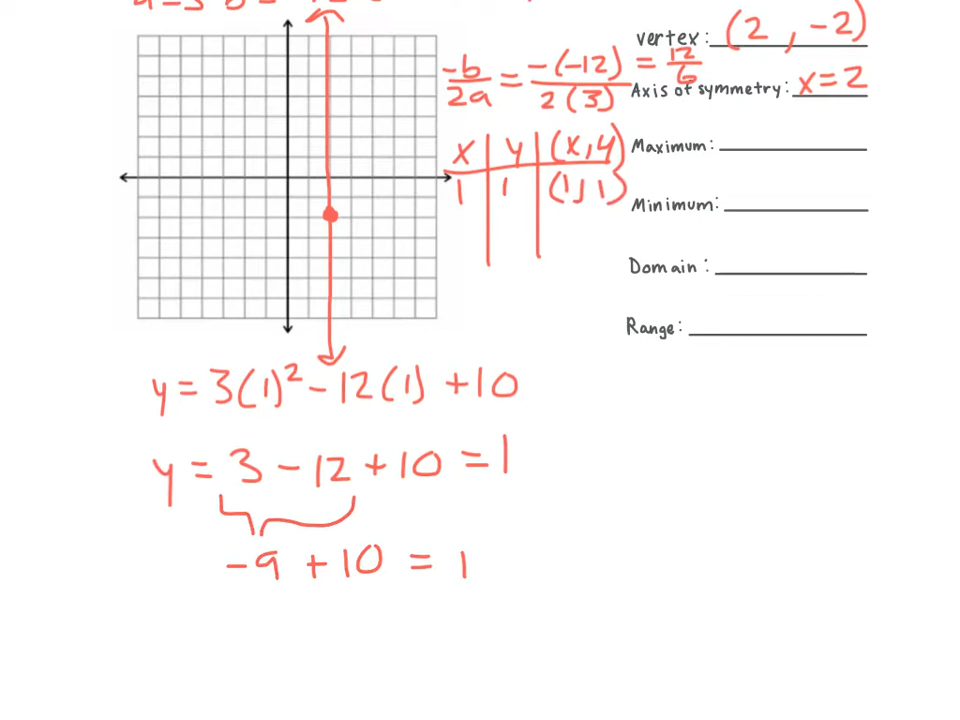 vertex: (2, -2)
-b/2a = -(-12)/2(3) = 12/6
Axis of symmetry: x=2
x | y | (x,y)
1 | 1 | (1,1)
Maximum:
Minimum:
Domain:
Range:
y = 3(1)² - 12(1) + 10
y = 3 - 12 + 10 = 1
-9 + 10 = 1